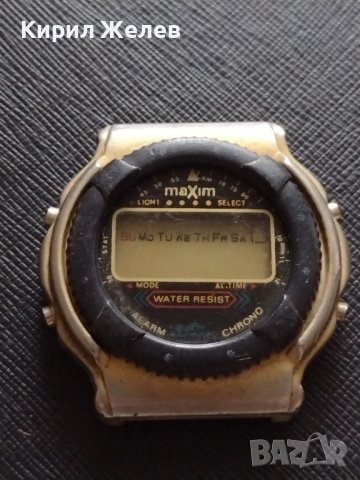 Кирил Желев
maxim
LIGHT SELECT
SU MO TU WE TH FR SA
MODE AL.TIME
WATER RESIST
ALARM CHRONO
BAZAR